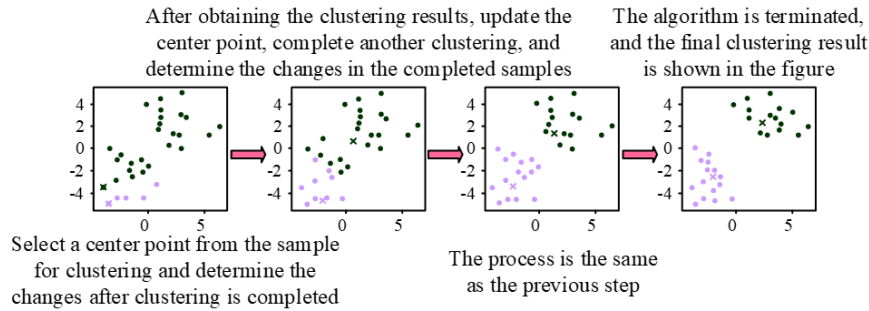 After obtaining the clustering results, update the
center point, complete another clustering, and
determine the changes in the completed samples
The algorithm is terminated,
and the final clustering result
is shown in the figure
4
2
0
-2
-4
0 5
4
2
0
-2
-4
0 5
4
2
0
-2
-4
0 5
4
2
0
-2
-4
0 5
Select a center point from the sample
for clustering and determine the
changes after clustering is completed
The process is the same
as the previous step